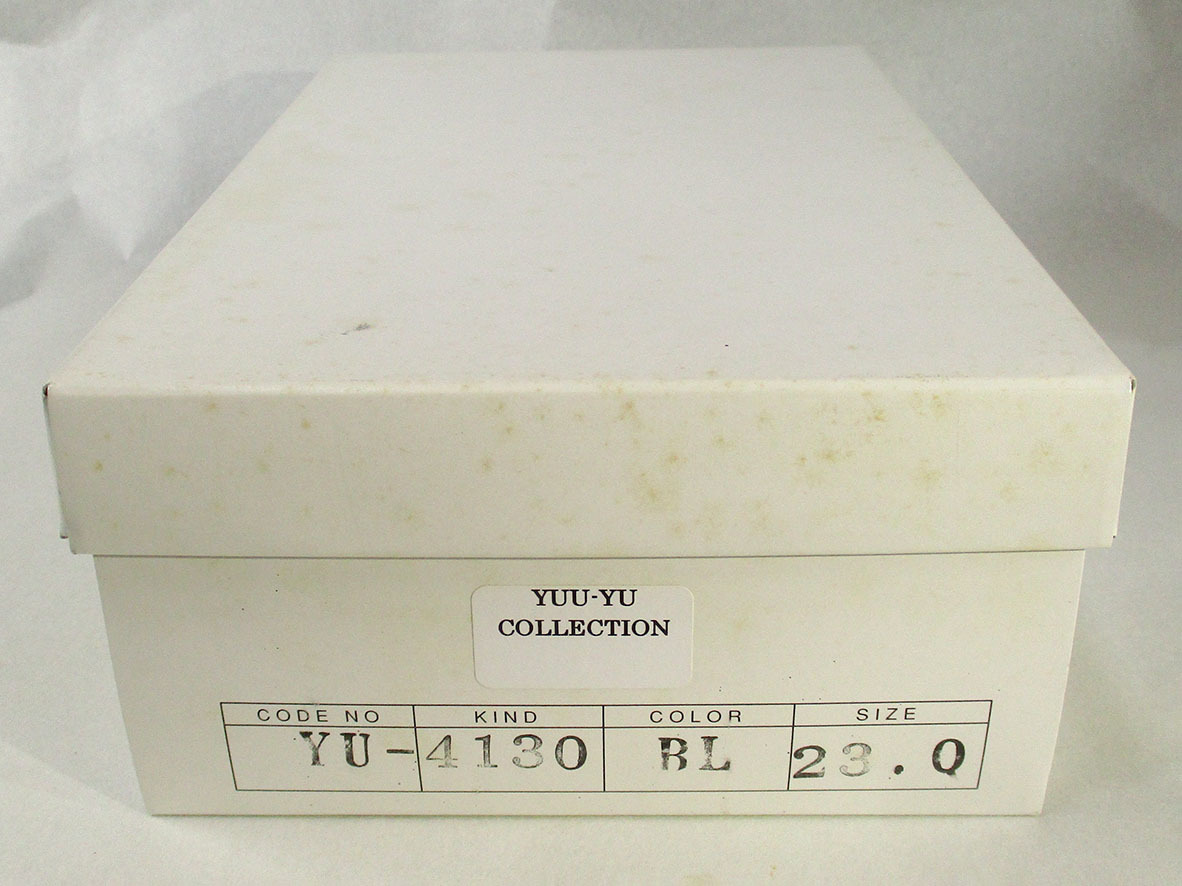 YUU-YU
COLLECTION
CODE NO KIND COLOR SIZE
YU-4130 BL 23.0